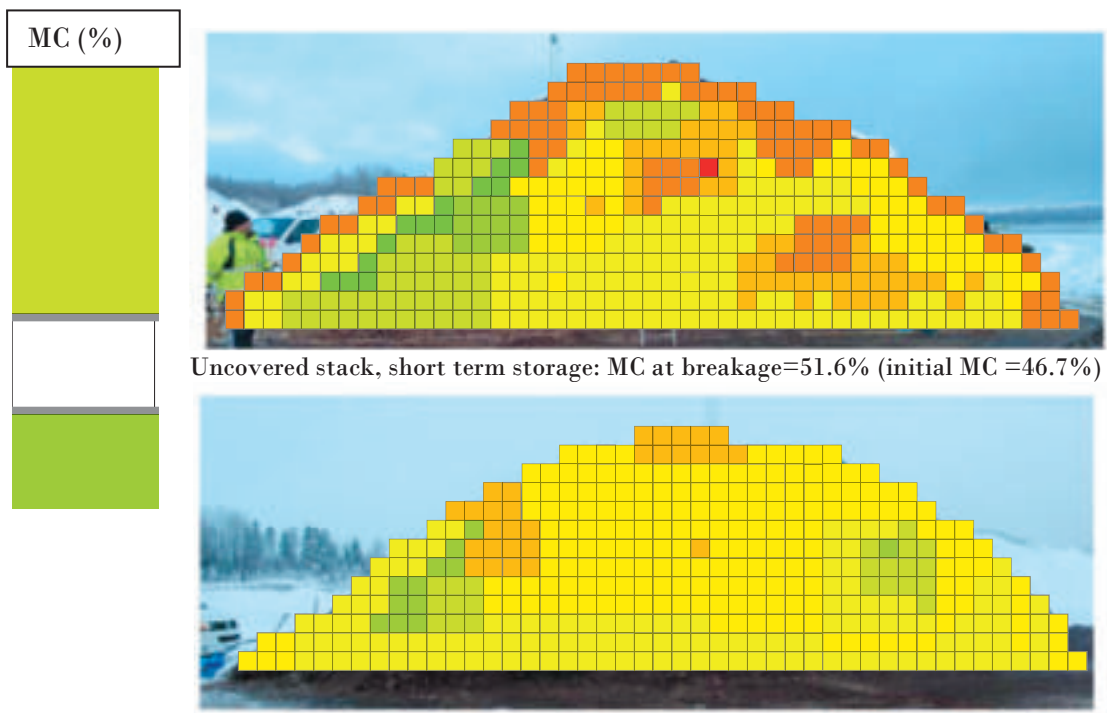 MC (%)
Uncovered stack, short term storage: MC at breakage=51.6% (initial MC =46.7%)